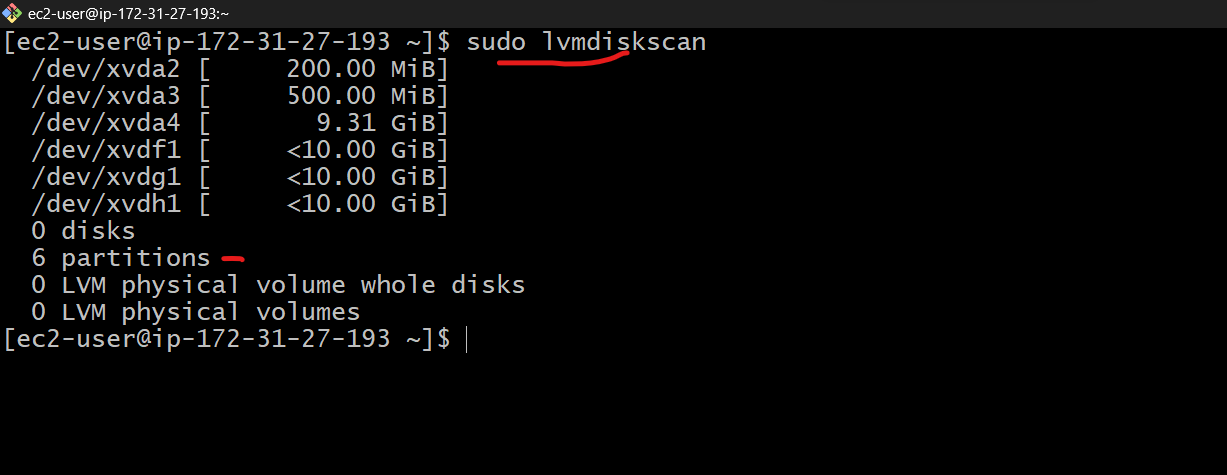 ec2-user@ip-172-31-27-193:~
[ec2-user@ip-172-31-27-193 ~]$ sudo lvmdiskscan
  /dev/xvda2 [     200.00 MiB]
  /dev/xvda3 [     500.00 MiB]
  /dev/xvda4 [       9.31 GiB]
  /dev/xvdf1 [     <10.00 GiB]
  /dev/xvdg1 [     <10.00 GiB]
  /dev/xvdh1 [     <10.00 GiB]
  0 disks
  6 partitions
  0 LVM physical volume whole disks
  0 LVM physical volumes
[ec2-user@ip-172-31-27-193 ~]$